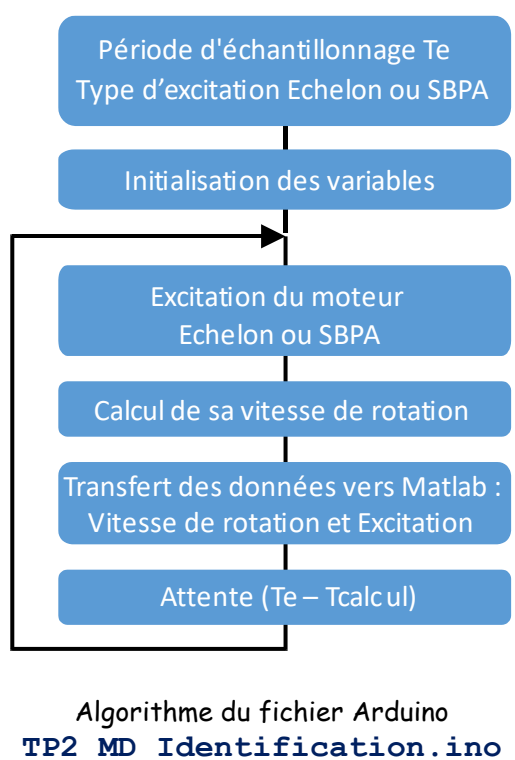 Période d'échantillonnage Te
Type d’excitation Echelon ou SBPA
Initialisation des variables
Excitation du moteur
Echelon ou SBPA
Calcul de sa vitesse de rotation
Transfert des données vers Matlab :
Vitesse de rotation et Excitation
Attente (Te – Tcalcul)
Algorithme du fichier Arduino
TP2 MD Identification.ino